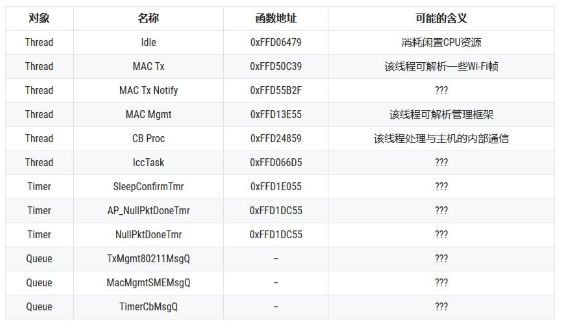 对象 名称 函数地址 可能的含义
Thread Idle 0xFFD06479 消耗闲置CPU资源
Thread MAC Tx 0xFFD50C39 该线程可解析一些Wi-Fi帧
Thread MAC Tx Notify 0xFFD55B2F ???
Thread MAC Mgmt 0xFFD13E55 该线程可解析管理框架
Thread CB Proc 0xFFD24859 该线程处理与主机的内部通信
Thread IccTask 0xFFD066D5 ???
Timer SleepConfirmTmr 0xFFD1E055 ???
Timer AP_NullPktDoneTmr 0xFFD1DC55 ???
Timer NullPktDoneTmr 0xFFD1DC55 ???
Queue TxMgmt80211MsgQ – ???
Queue MacMgmtSMEMsgQ – ???
Queue TimerCbMsgQ – ???